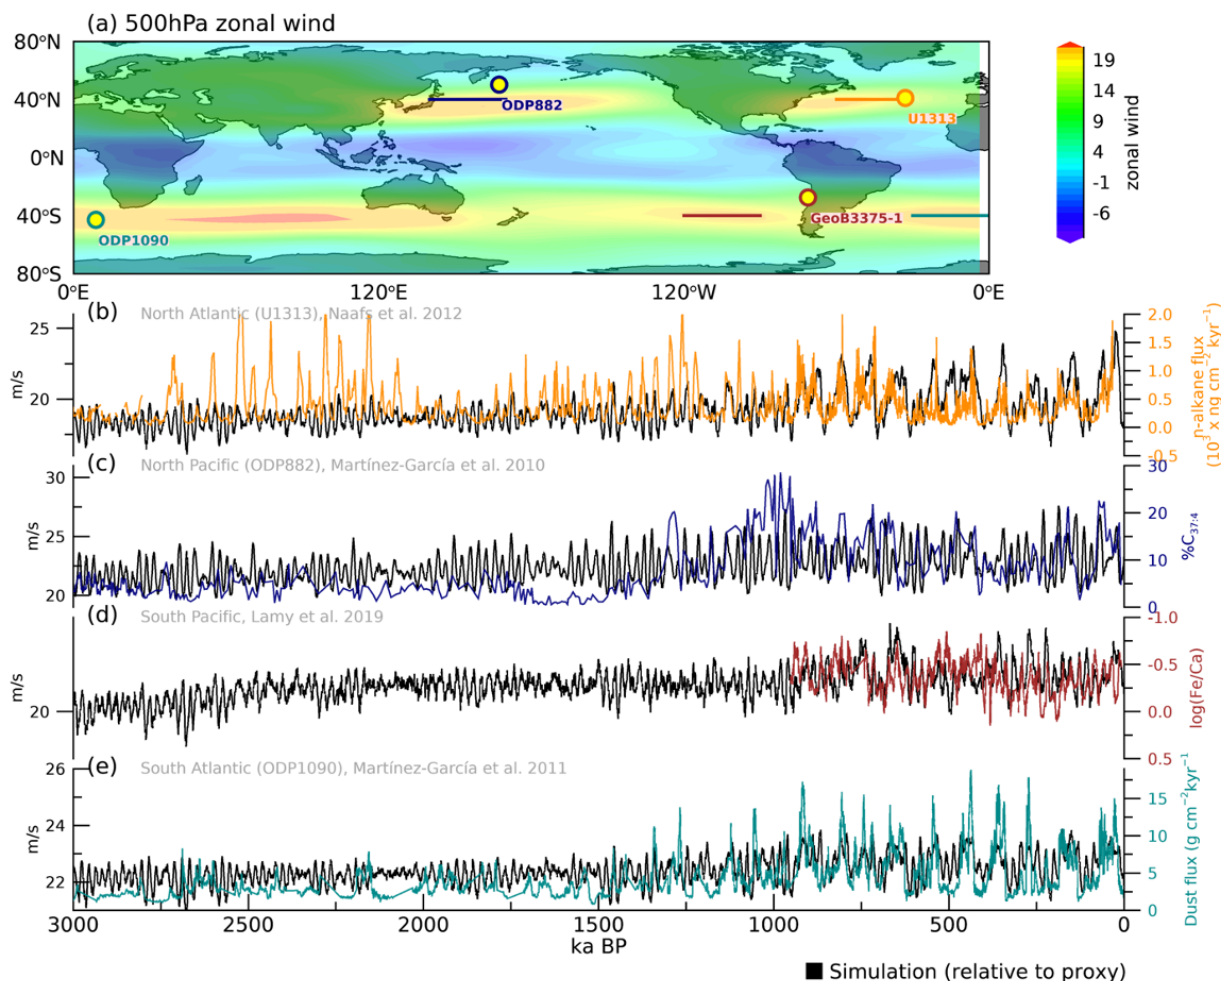 (a) 500hPa zonal wind
80°N
40°N
0°N
40°S
80°S
0°E
120°E
120°W
0°E
ODP882
U1313
GeoB3375-1
ODP1090
19
14
9
4
-1
-6
zonal wind
(b) North Atlantic (U1313), Naafs et al. 2012
25
20
m/s
2.0
1.5
1.0
0.5
0.0
-0.5
n-alkane flux
(10³ x ng cm⁻² kyr⁻¹)
(c) North Pacific (ODP882), Martínez-García et al. 2010
30
25
20
m/s
30
20
10
0
%C37:4
(d) South Pacific, Lamy et al. 2019
20
m/s
-1.0
-0.5
0.0
0.5
log(Fe/Ca)
(e) South Atlantic (ODP1090), Martínez-García et al. 2011
26
24
22
m/s
15
10
5
0
Dust flux (g cm⁻²kyr⁻¹)
3000
2500
2000
1500
1000
500
0
ka BP
Simulation (relative to proxy)